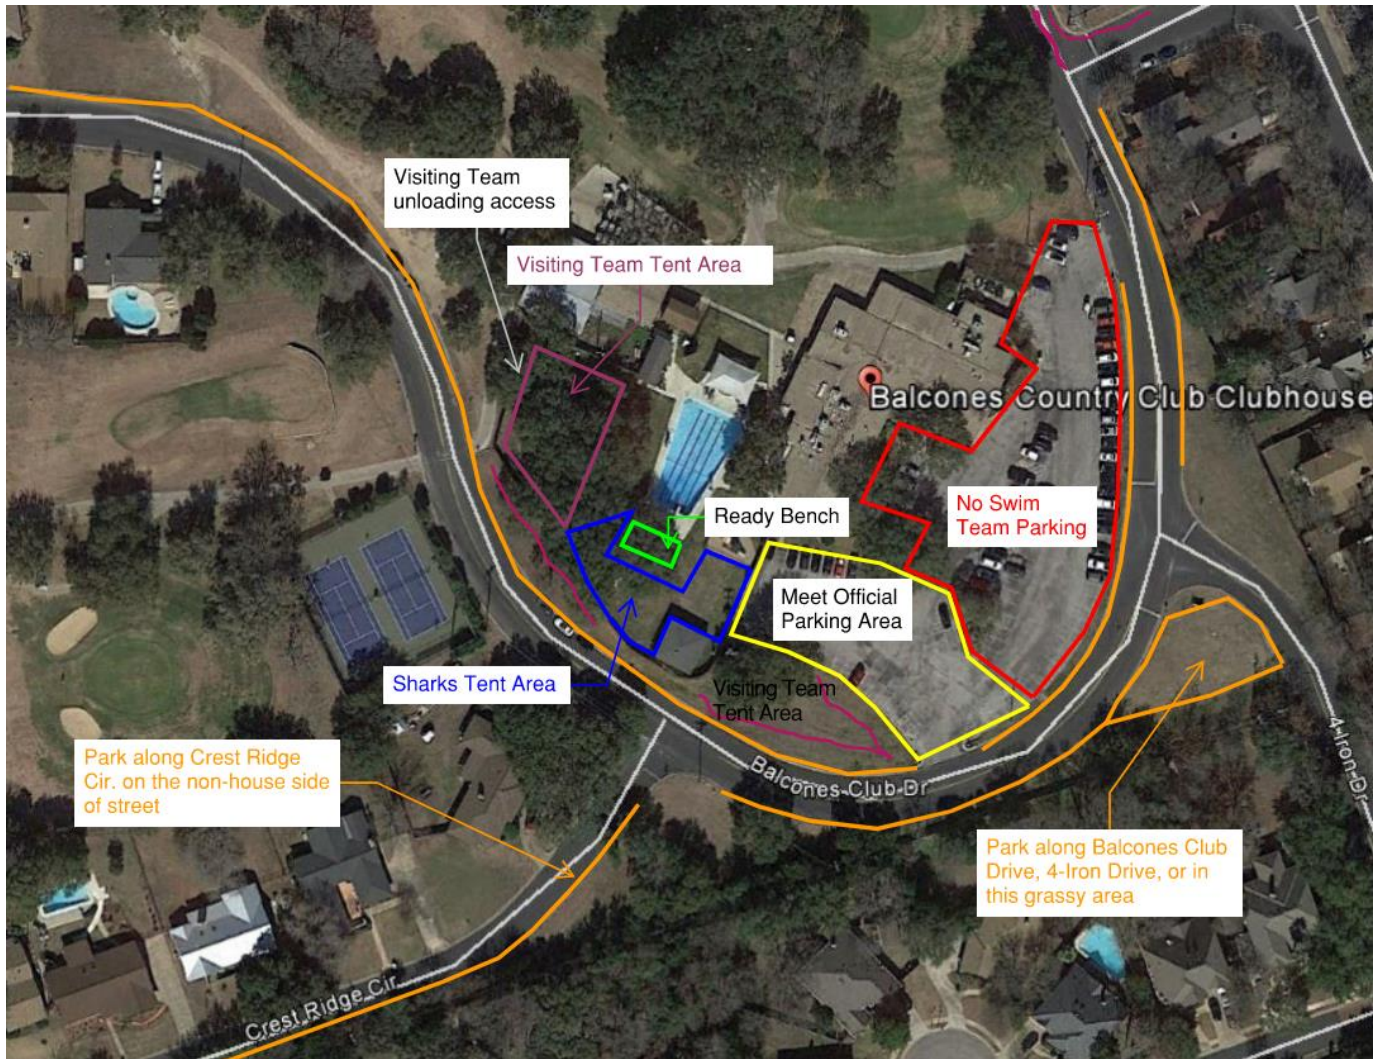 Visiting Team
unloading access
Visiting Team Tent Area
Balcones Country Club Clubhouse
No Swim
Team Parking
Ready Bench
Meet Official
Parking Area
Sharks Tent Area
Visiting Team
Tent Area
Park along Crest Ridge
Cir. on the non-house side
of street
Balcones Club Dr
4-Iron Dr
Park along Balcones Club
Drive, 4-Iron Drive, or in
this grassy area
Crest Ridge Cir